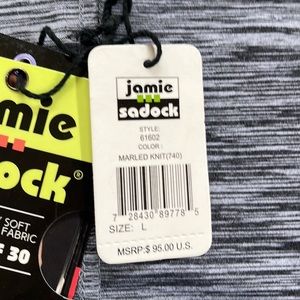 jamie
sadock
STYLE:
61602
COLOR :
MARLED KNIT(740)
7 28430 89778 5
SIZE: L
MSRP:$ 95.00 U.S.
mie
dock®
SOFT
FABRIC
30